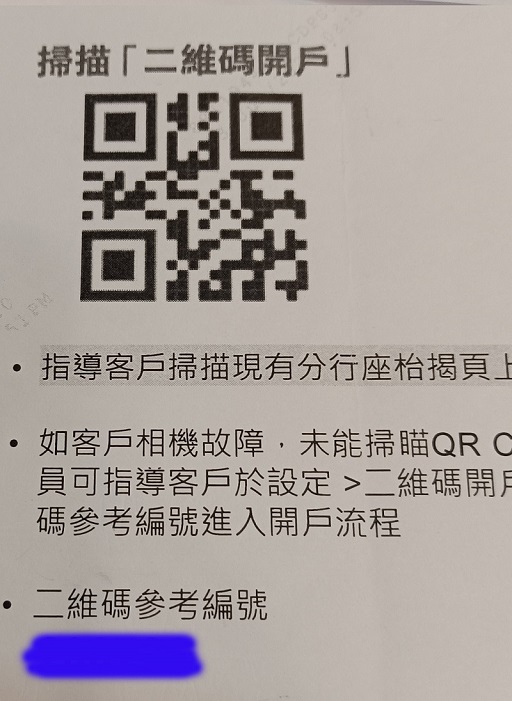 掃描「二維碼開戶」
• 指導客戶掃描現有分行座枱揭頁上
• 如客戶相機故障，未能掃瞄QR C
員可指導客戶於設定 >二維碼開戶
碼參考編號進入開戶流程
• 二維碼參考編號